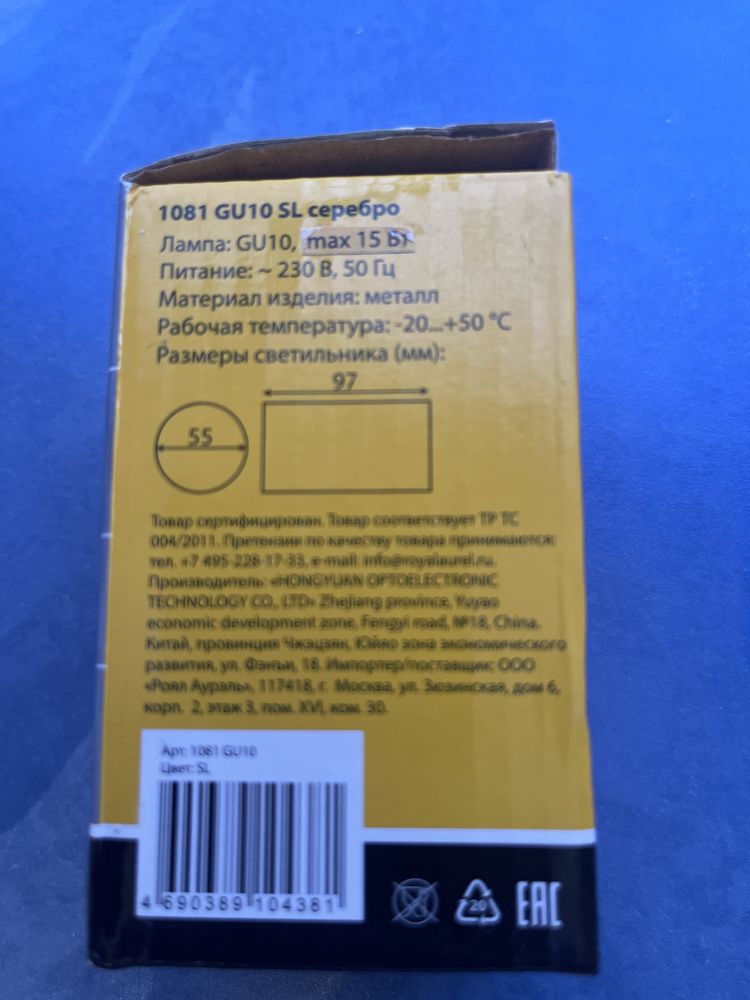 1081 GU10 SL серебро
Лампа: GU10, max 15 Вт
Питание: ~ 230 В, 50 Гц
Материал изделия: металл
Рабочая температура: -20...+50 °C
Размеры светильника (мм):
97
55
Товар сертифицирован. Товар соответствует ТР ТС
004/2011. Претензии по качеству товара принимаются:
тел. +7 495-228-17-33, e-mail: info@royalaurel.ru.
Производитель: «HONGYUAN OPTOELECTRONIC
TECHNOLOGY CO., LTD» Zhejiang province, Yuyao
economic development zone, Fengyi road, №18, China.
Китай, провинция Чжэцзян, Юйяо зона экономического
развития, ул. Фэнъи, 18. Импортер/поставщик: ООО
«Роял Аурэль», 117418, г. Москва, ул. Зюзинская, дом 6,
корп. 2, этаж 3, пом. XVI, ком. 30.
Арт: 1081 GU10
Цвет: SL
4 690389 104381
20
EAC